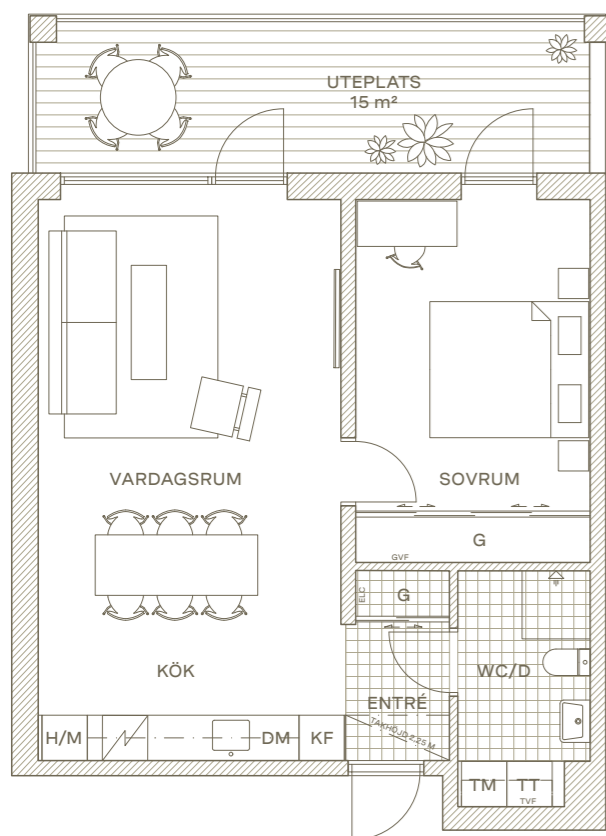 UTEPLATS
15 m²
VARDAGSRUM
SOVRUM
G
GVF
ELC
G
KÖK
ENTRÉ
WC/D
TAKHÖJD 2,25 M
H/M
DM
KF
TM
TT
TVF